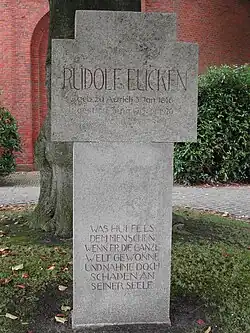 RUDOLF EUCKEN
geb. zu Aurich 5. Jan. 1846
WAS HÜLFE ES
DEM MENSCHEN
WENN ER DIE GANZE
WELT GEWÖNNE
UND NÄHME DOCH
SCHADEN AN
SEINER SEELE